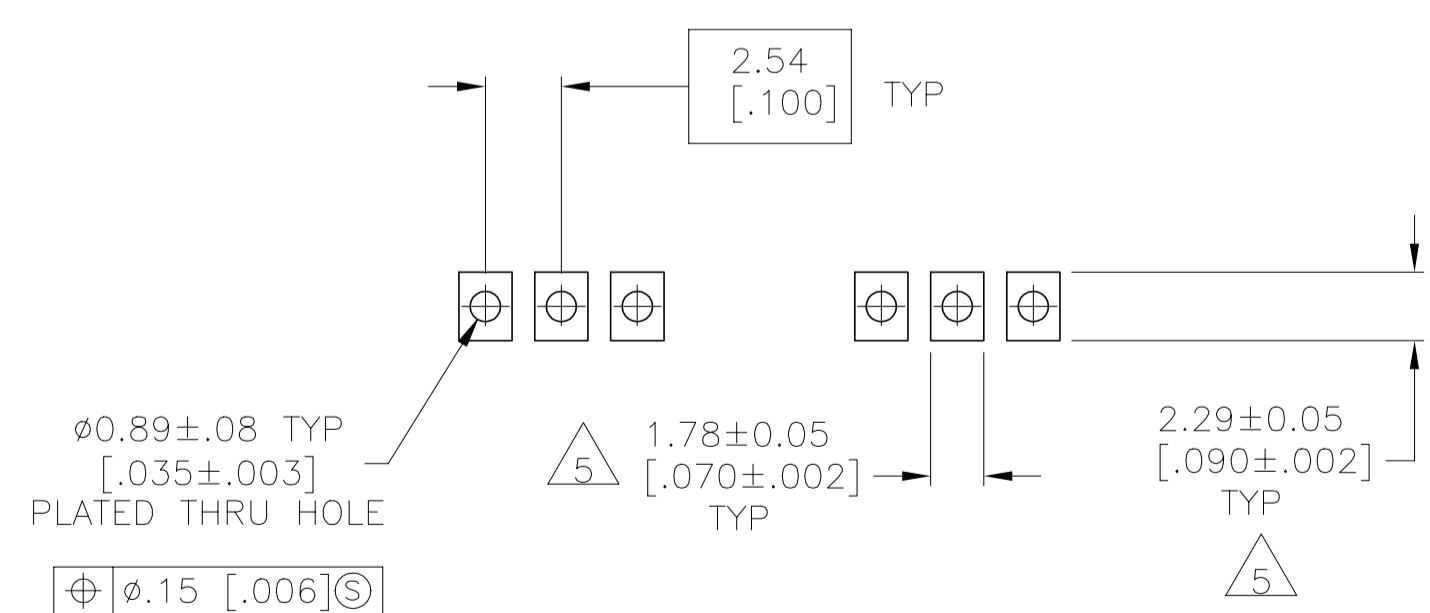 2.54
[.100]
TYP
⌀0.89±.08 TYP
[.035±.003]
PLATED THRU HOLE
⌖ ⌀.15 [.006]Ⓢ
5
1.78±0.05
[.070±.002]
TYP
2.29±0.05
[.090±.002]
TYP
5